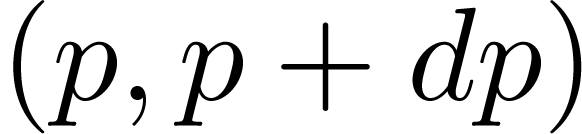 (p, p + dp)